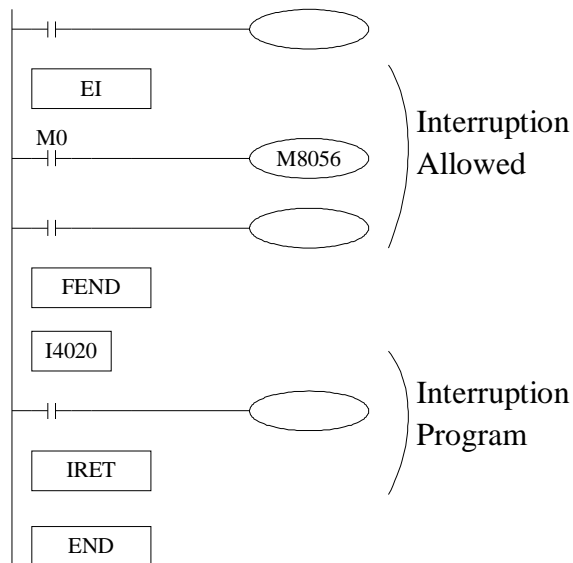 EI
Interruption
Allowed
M0
M8056
FEND
I4020
Interruption
Program
IRET
END